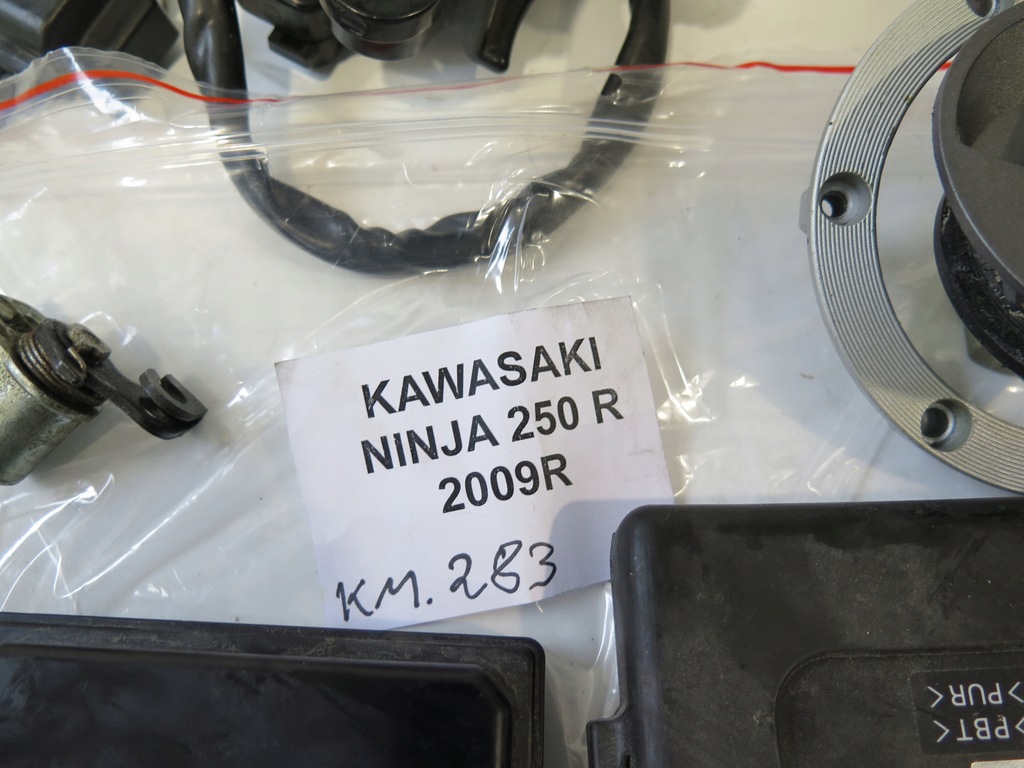 KAWASAKI
NINJA 250 R
2009R
KM. 283
>PBT<
>PUR<